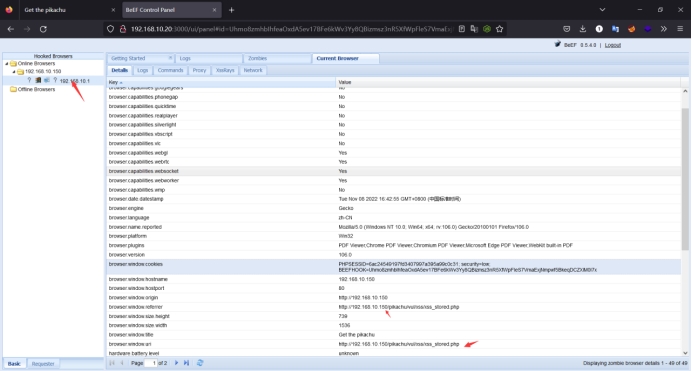 Get the pikachu
BeEF Control Panel
192.168.10.20:3000/ui/panel#id=
BeEF 0.5.4.0 | Logout
Hooked Browsers
Online Browsers
192.168.10.150
192.168.10.1
Offline Browsers
Getting Started
Logs
Zombies
Current Browser
Details
Logs
Commands
Proxy
XssRays
Network
Key
Value
browser.capabilities.googlegears
No
browser.capabilities.phonegap
No
browser.capabilities.quicktime
No
browser.capabilities.realplayer
No
browser.capabilities.silverlight
No
browser.capabilities.vbscript
No
browser.capabilities.vlc
No
browser.capabilities.webgl
Yes
browser.capabilities.webrtc
Yes
browser.capabilities.websocket
Yes
browser.capabilities.webworker
Yes
browser.capabilities.wmp
No
browser.date.datestamp
Tue Nov 08 2022 16:42:55 GMT+0800 (中国标准时间)
browser.engine
Gecko
browser.language
zh-CN
browser.name.reported
Mozilla/5.0 (Windows NT 10.0; Win64; x64; rv:106.0) Gecko/20100101 Firefox/106.0
browser.platform
Win32
browser.plugins
PDF Viewer,Chrome PDF Viewer,Chromium PDF Viewer,Microsoft Edge PDF Viewer,WebKit built-in PDF
browser.version
106.0
browser.window.cookies
security=low;
browser.window.hostname
192.168.10.150
browser.window.hostport
80
browser.window.origin
http://192.168.10.150
browser.window.referrer
http://192.168.10.150/pikachu/vul/xss/xss_stored.php
browser.window.size.height
739
browser.window.size.width
1536
browser.window.title
Get the pikachu
browser.window.uri
http://192.168.10.150/pikachu/vul/xss/xss_stored.php
hardware.battery.level
unknown
Basic
Requester
Page 1 of 2
Displaying zombie browser details 1 - 49 of 49